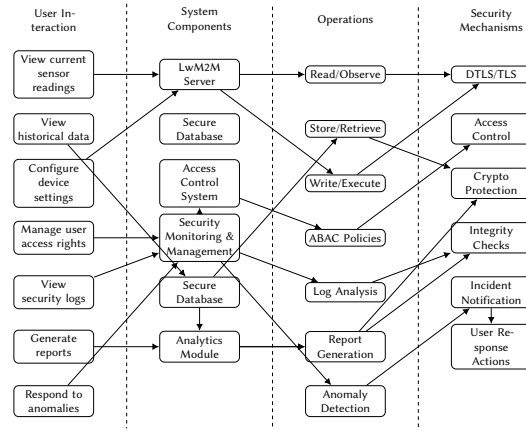 User In-
teraction
System
Components
Operations
Security
Mechanisms
View current
sensor
readings
LwM2M
Server
Read/Observe
DTLS/TLS
View
historical data
Secure
Database
Store/Retrieve
Access
Control
Configure
device
settings
Access
Control
System
Write/Execute
Crypto
Protection
Manage user
access rights
Security
Monitoring &
Management
ABAC Policies
Integrity
Checks
View
security logs
Secure
Database
Log Analysis
Incident
Notification
Generate
reports
Analytics
Module
Report
Generation
User Re-
sponse
Actions
Respond to
anomalies
Anomaly
Detection